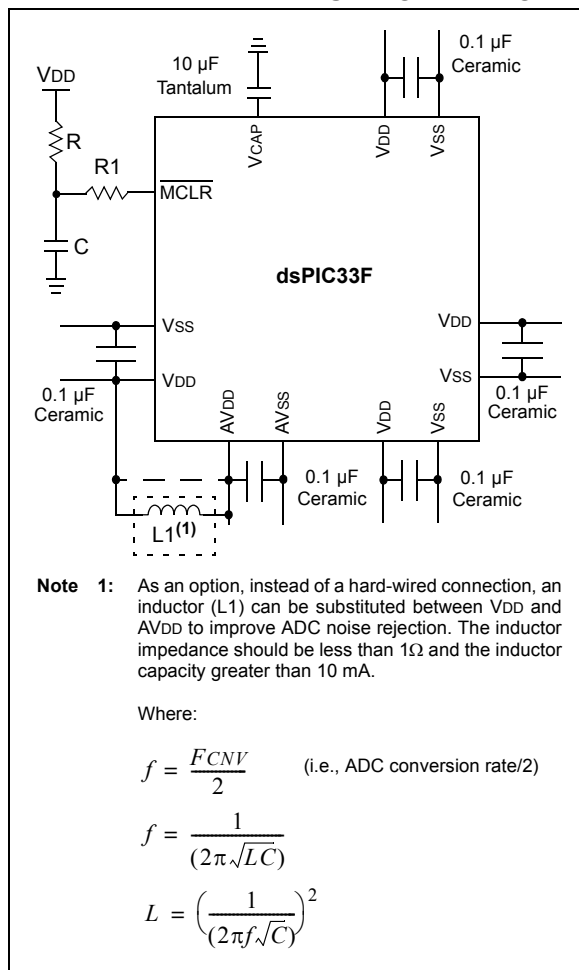 VDD
R
R1
C
10 µF
Tantalum
0.1 µF
Ceramic
VCAP
VDD
VSS
MCLR
dsPIC33F
VSS
VDD
0.1 µF
Ceramic
VDD
VSS
0.1 µF
Ceramic
AVDD
AVSS
VDD
VSS
0.1 µF
Ceramic
0.1 µF
Ceramic
L1(1)
Note 1: As an option, instead of a hard-wired connection, an
inductor (L1) can be substituted between VDD and
AVDD to improve ADC noise rejection. The inductor
impedance should be less than 1Ω and the inductor
capacity greater than 10 mA.
Where:
f = FCNV / 2 (i.e., ADC conversion rate/2)
f = 1 / (2π√LC)
L = (1 / (2πf√C))²